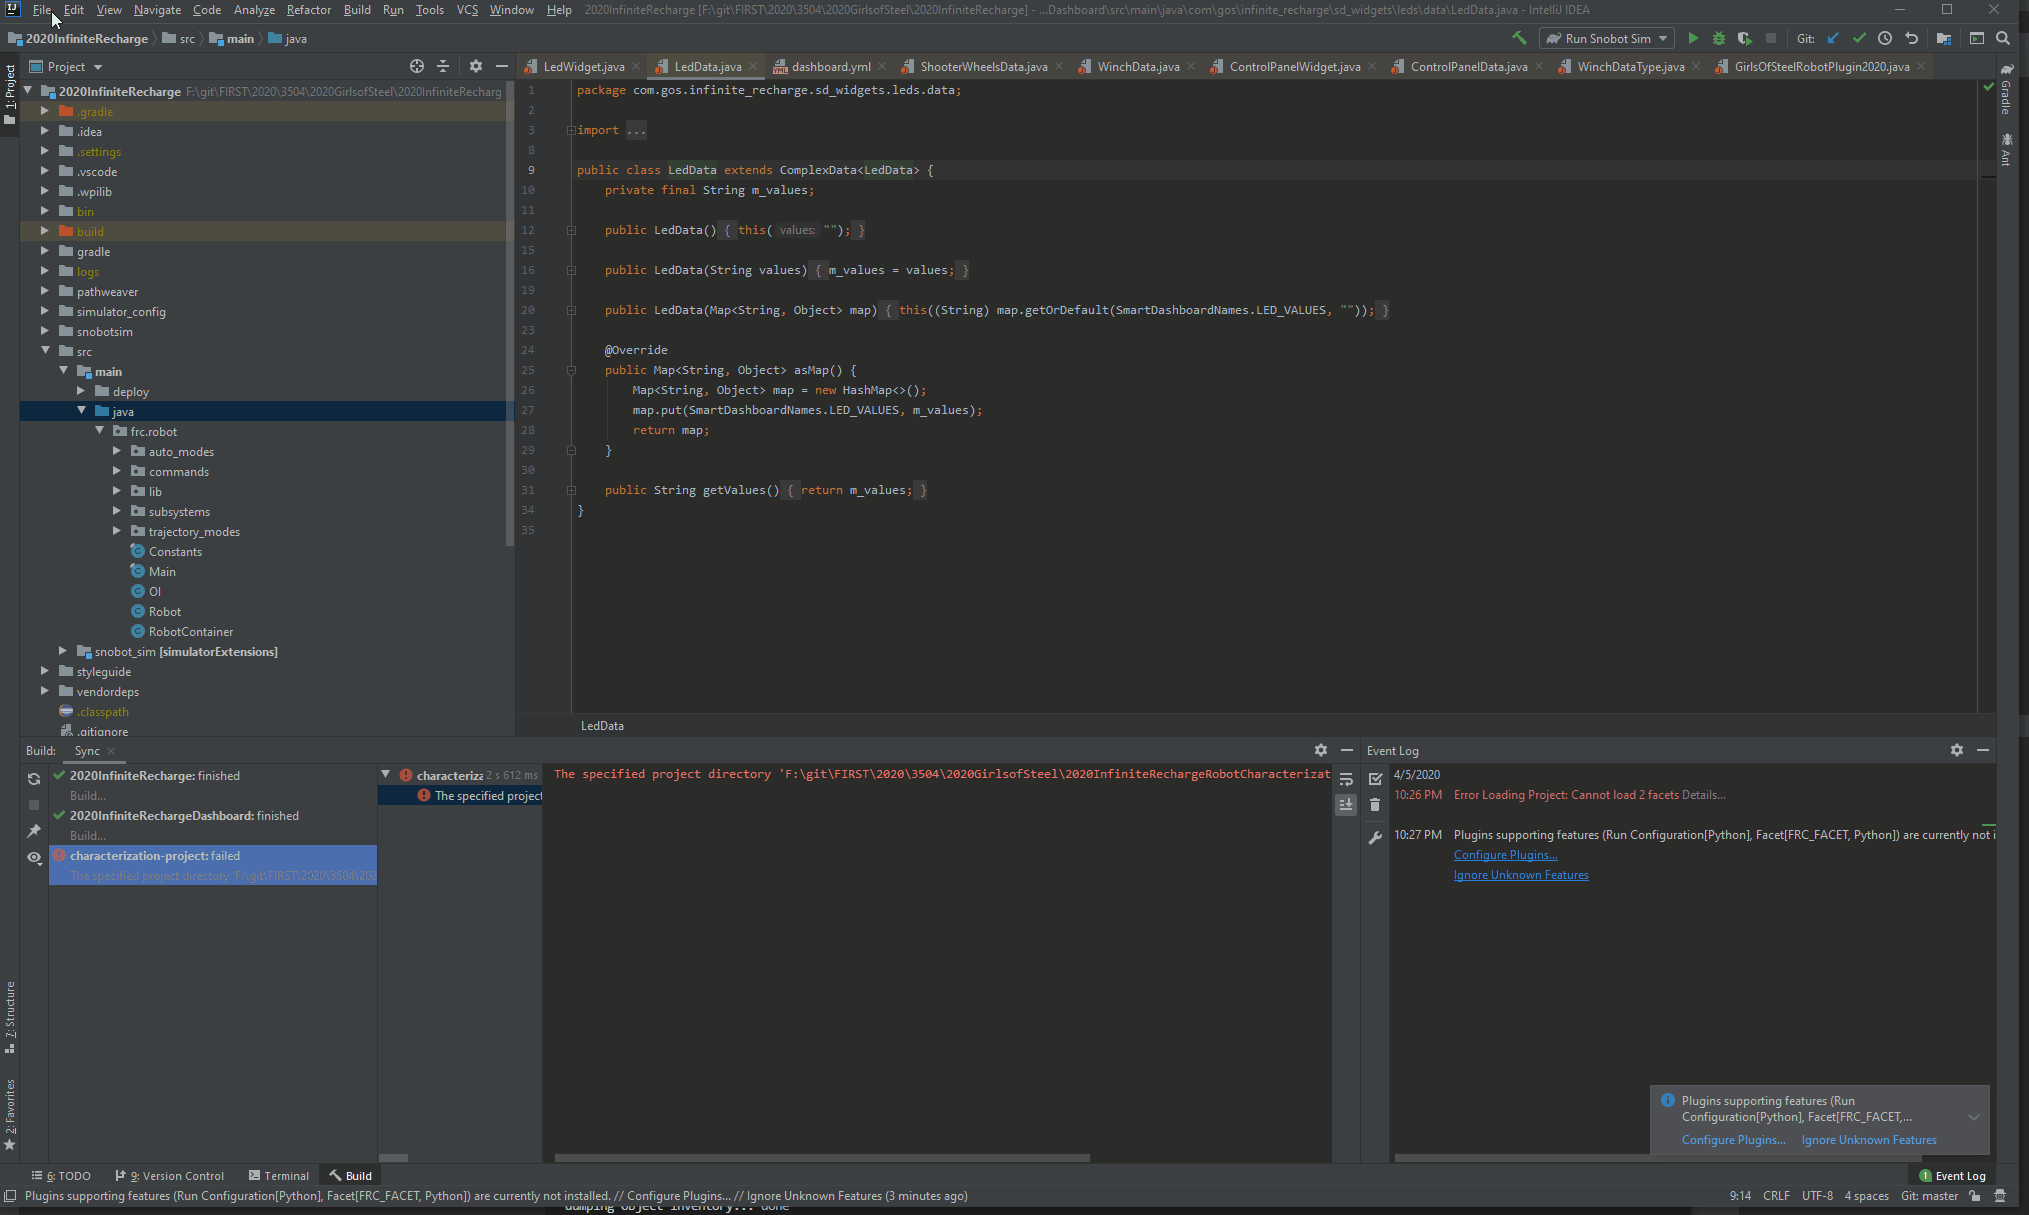 File Edit View Navigate Code Analyze Refactor Build Run Tools VCS Window Help 2020InfiniteRecharge [F:\git\FIRST\2020\3504\2020GirlsofSteel\2020InfiniteRecharge] - ...Dashboard\src\main\java\com\gos\infinite_recharge\sd_widgets\leds\data\LedData.java - IntelliJ IDEA
2020InfiniteRecharge src main java Run Snobot Sim Git:
1: Project
Project
LedWidget.java LedData.java dashboard.yml ShooterWheelsData.java WinchData.java ControlPanelWidget.java ControlPanelData.java WinchDataType.java GirlsOfSteelRobotPlugin2020.java
2020InfiniteRecharge F:\git\FIRST\2020\3504\2020GirlsofSteel\2020InfiniteRecharg
.gradle
.idea
.settings
.vscode
.wpilib
bin
build
gradle
logs
pathweaver
simulator_config
snobotsim
src
main
deploy
java
frc.robot
auto_modes
commands
lib
subsystems
trajectory_modes
Constants
Main
OI
Robot
RobotContainer
snobot_sim [simulatorExtensions]
styleguide
vendordeps
.classpath
.gitignore
1 package com.gos.infinite_recharge.sd_widgets.leds.data;
2
3 import ...
8
9 public class LedData extends ComplexData<LedData> {
10 private final String m_values;
11
12 public LedData() { this( values: ""); }
15
16 public LedData(String values) { m_values = values; }
19
20 public LedData(Map<String, Object> map) { this((String) map.getOrDefault(SmartDashboardNames.LED_VALUES, "")); }
23
24 @Override
25 public Map<String, Object> asMap() {
26 Map<String, Object> map = new HashMap<>();
27 map.put(SmartDashboardNames.LED_VALUES, m_values);
28 return map;
29 }
30
31 public String getValues() { return m_values; }
34 }
35
LedData
Gradle
Ant
Build: Sync
2020InfiniteRecharge: finished
Build...
2020InfiniteRechargeDashboard: finished
Build...
characterization-project: failed
The specified project directory 'F:\git\FIRST\2020\3504\202
characteriza 2 s 612 ms
The specified project
The specified project directory 'F:\git\FIRST\2020\3504\2020GirlsofSteel\2020InfiniteRechargeRobotCharacterizat
Event Log
4/5/2020
10:26 PM Error Loading Project: Cannot load 2 facets Details...
10:27 PM Plugins supporting features (Run Configuration[Python], Facet[FRC_FACET, Python]) are currently not i
Configure Plugins...
Ignore Unknown Features
7: Structure
2: Favorites
Plugins supporting features (Run
Configuration[Python], Facet[FRC_FACET,...
Configure Plugins... Ignore Unknown Features
6: TODO 9: Version Control Terminal Build 1 Event Log
Plugins supporting features (Run Configuration[Python], Facet[FRC_FACET, Python]) are currently not installed. // Configure Plugins... // Ignore Unknown Features (3 minutes ago) 9:14 CRLF UTF-8 4 spaces Git: master
dumping object inventory... done